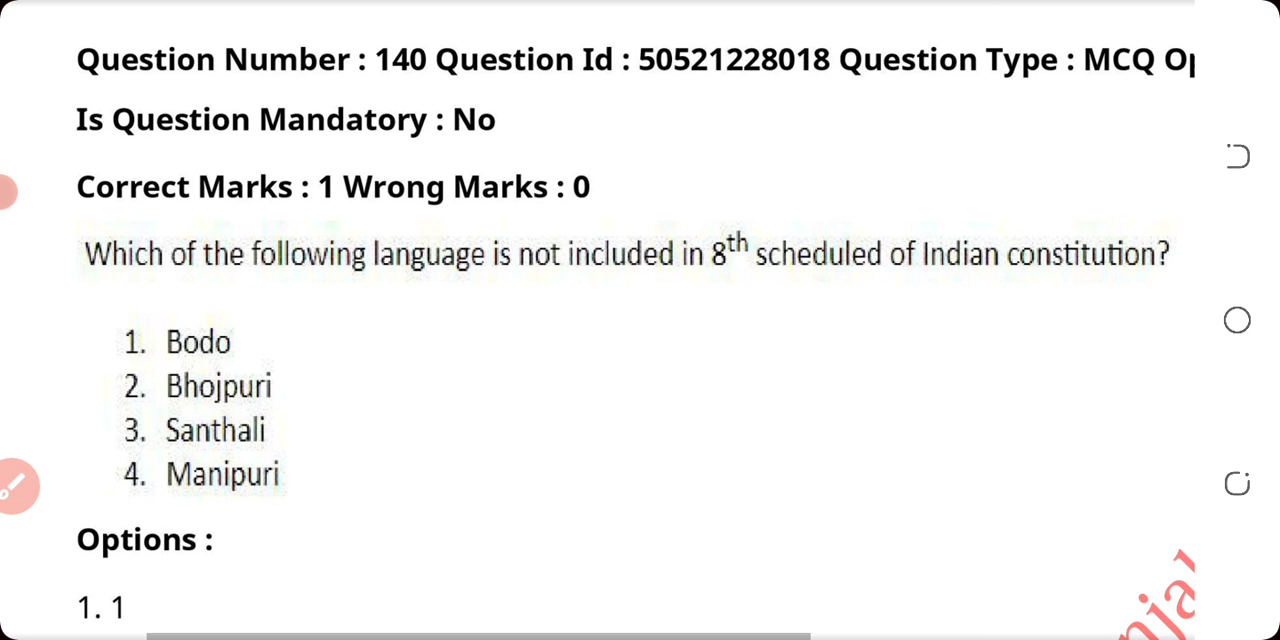 Question Number : 140 Question Id : 50521228018 Question Type : MCQ
Is Question Mandatory : No
Correct Marks : 1 Wrong Marks : 0
Which of the following language is not included in 8th scheduled of Indian constitution?
1. Bodo
2. Bhojpuri
3. Santhali
4. Manipuri
Options :
1. 1